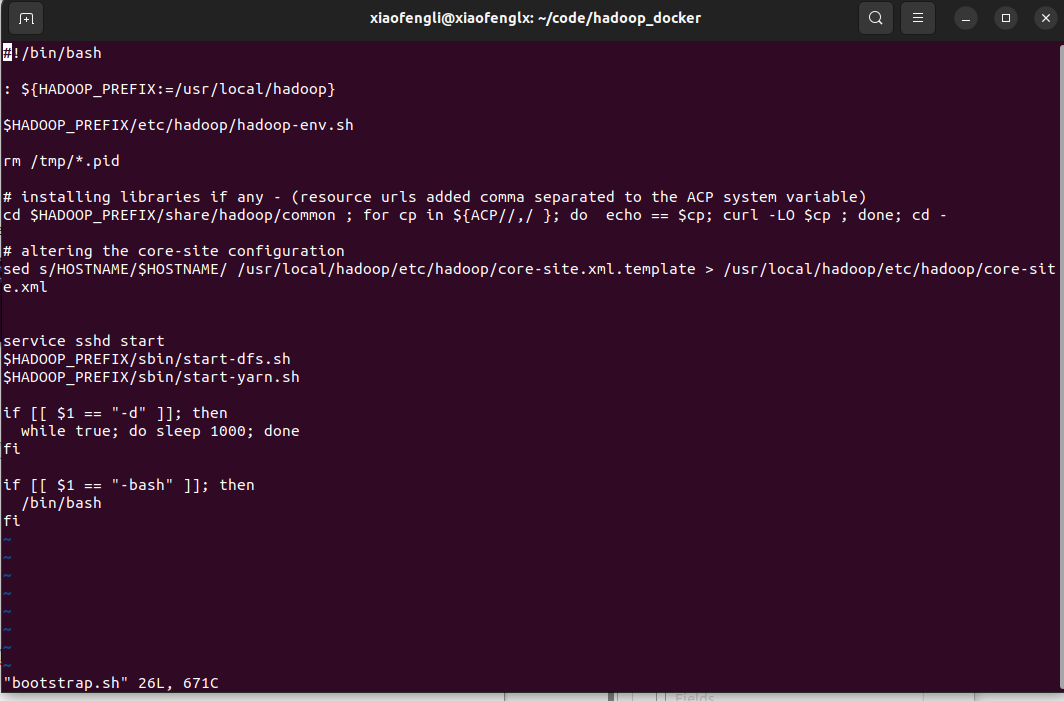 xiaofengli@xiaofenglx: ~/code/hadoop_docker
#!/bin/bash
: ${HADOOP_PREFIX:=/usr/local/hadoop}
$HADOOP_PREFIX/etc/hadoop/hadoop-env.sh
rm /tmp/*.pid
# installing libraries if any - (resource urls added comma separated to the ACP system variable)
cd $HADOOP_PREFIX/share/hadoop/common ; for cp in ${ACP//,/ }; do  echo == $cp; curl -LO $cp ; done; cd -
# altering the core-site configuration
sed s/HOSTNAME/$HOSTNAME/ /usr/local/hadoop/etc/hadoop/core-site.xml.template > /usr/local/hadoop/etc/hadoop/core-sit
e.xml
service sshd start
$HADOOP_PREFIX/sbin/start-dfs.sh
$HADOOP_PREFIX/sbin/start-yarn.sh
if [[ $1 == "-d" ]]; then
  while true; do sleep 1000; done
fi
if [[ $1 == "-bash" ]]; then
  /bin/bash
fi
~
~
~
~
~
~
~
~
"bootstrap.sh" 26L, 671C
Fields